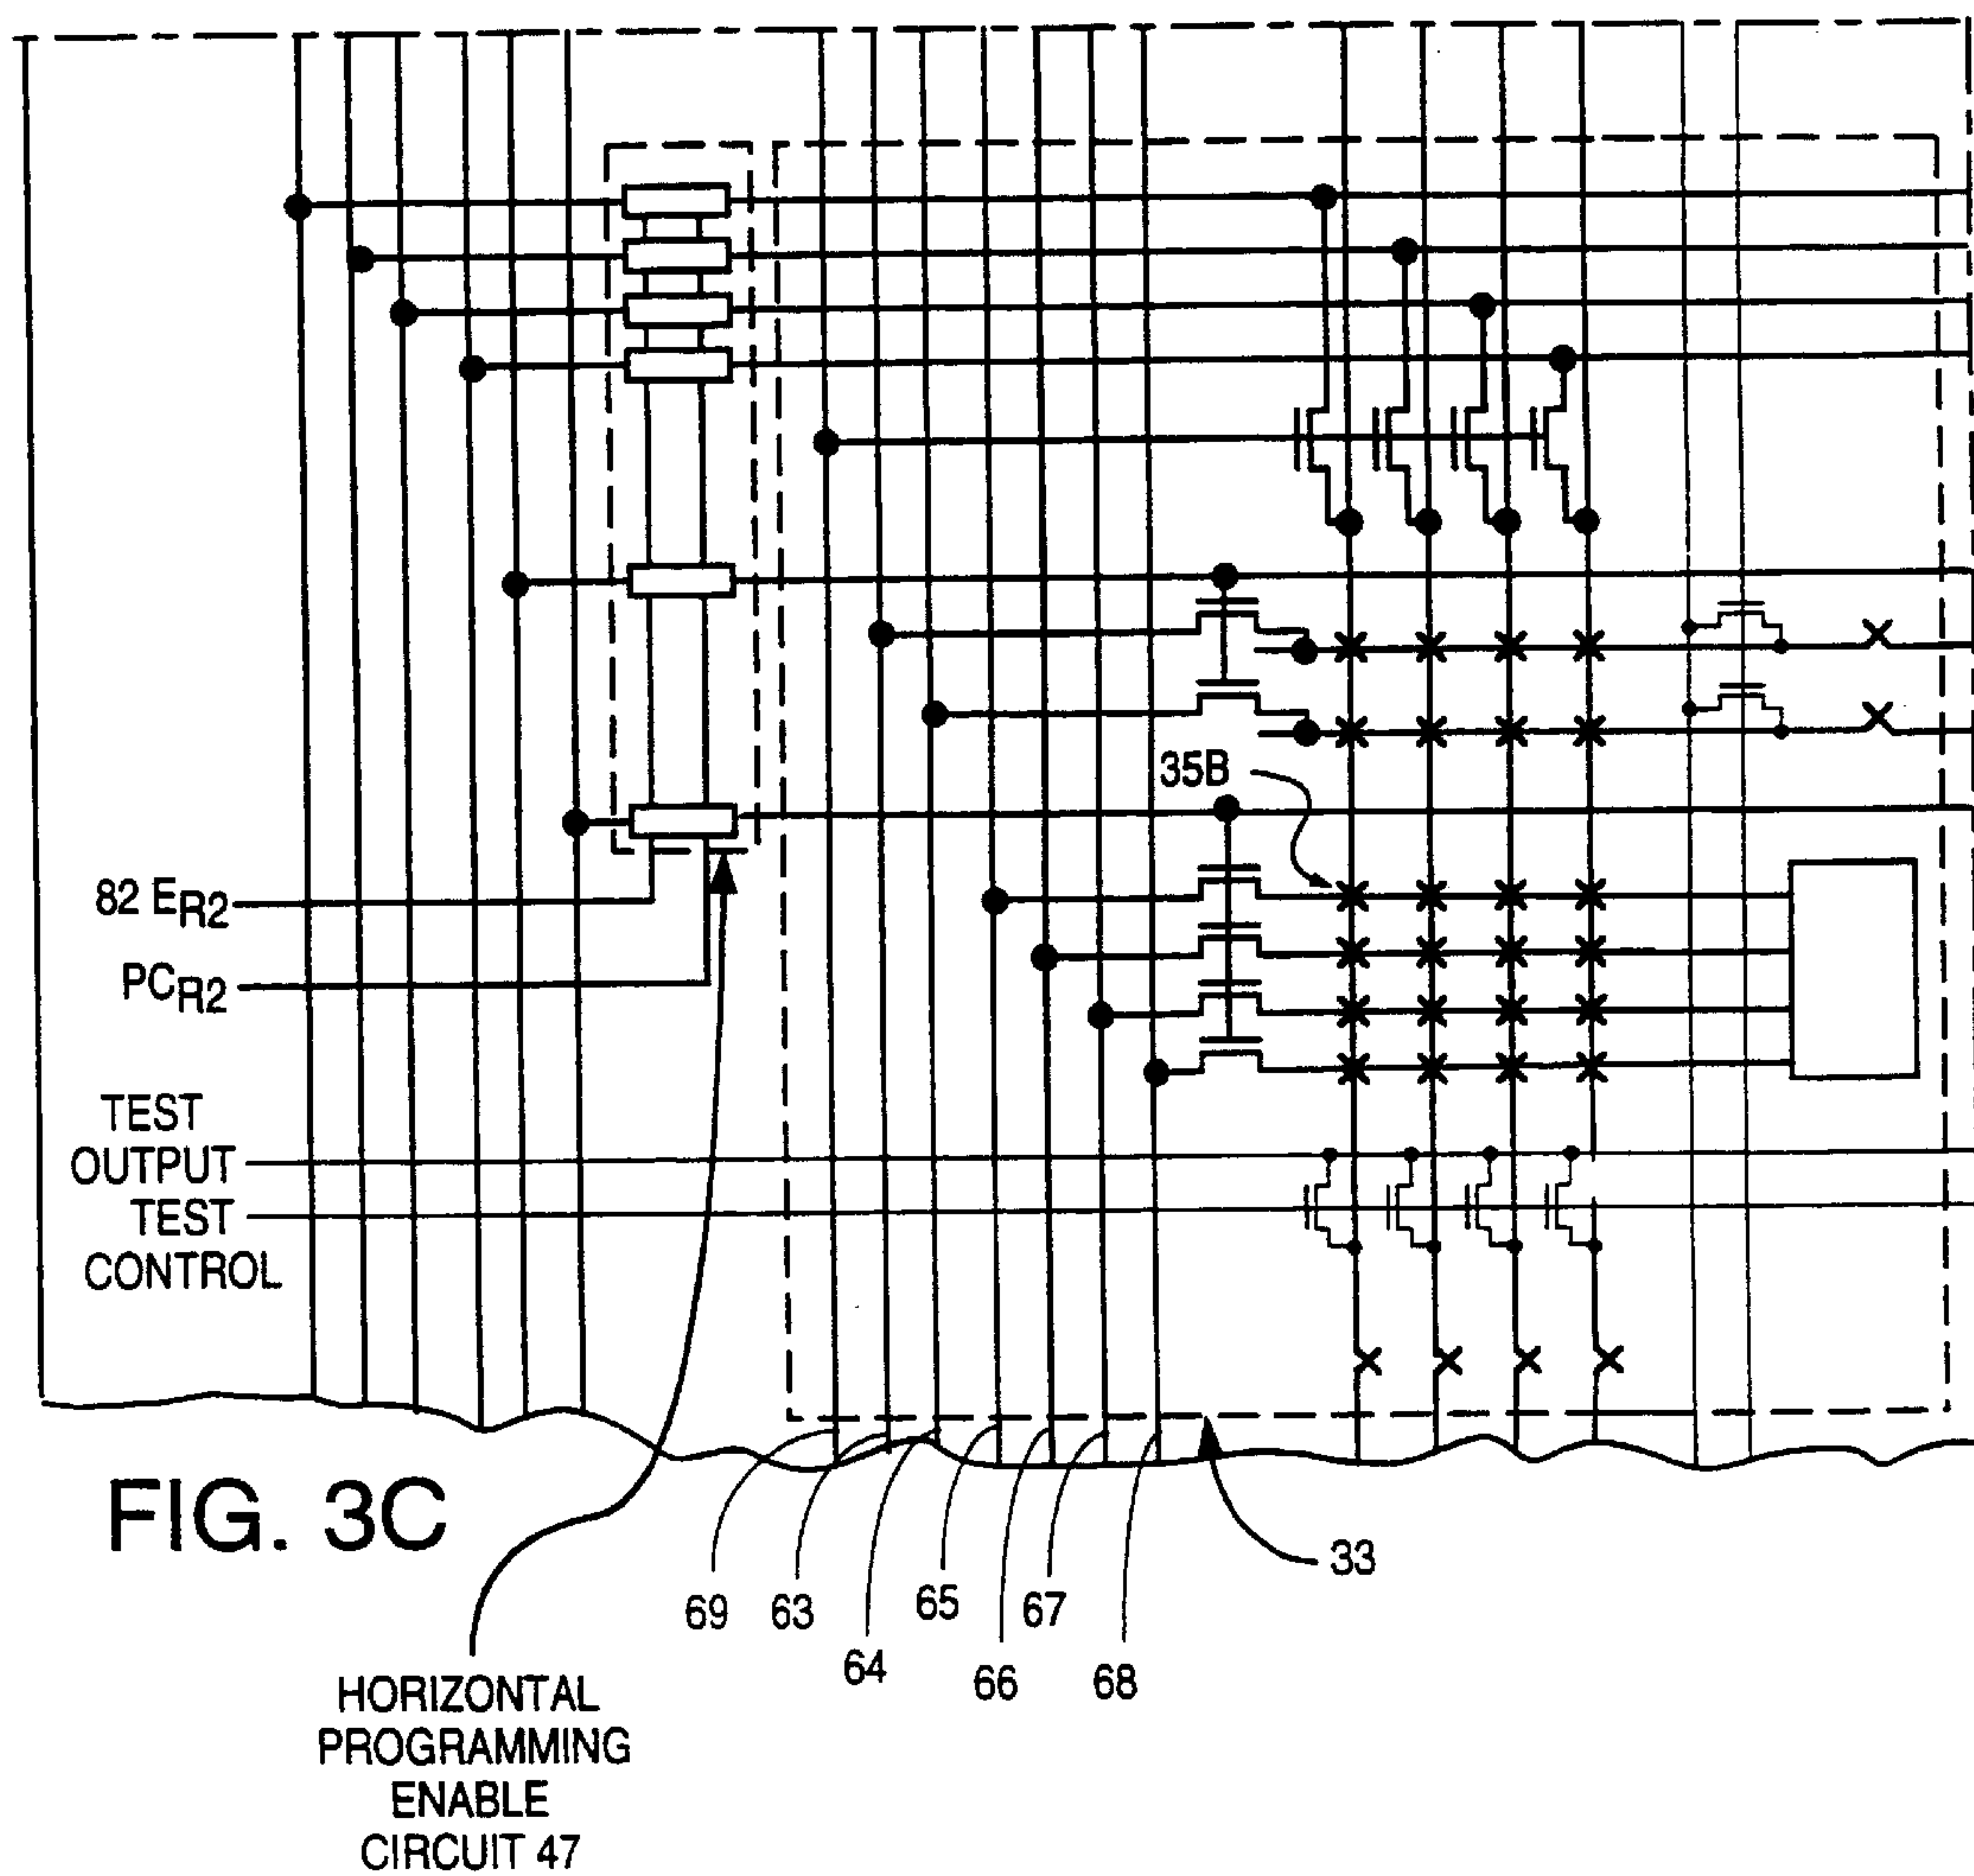 35B
82 ER2
PCR2
TEST
OUTPUT
TEST
CONTROL
FIG. 3C
33
69 63 65 67
64 66 68
HORIZONTAL
PROGRAMMING
ENABLE
CIRCUIT 47